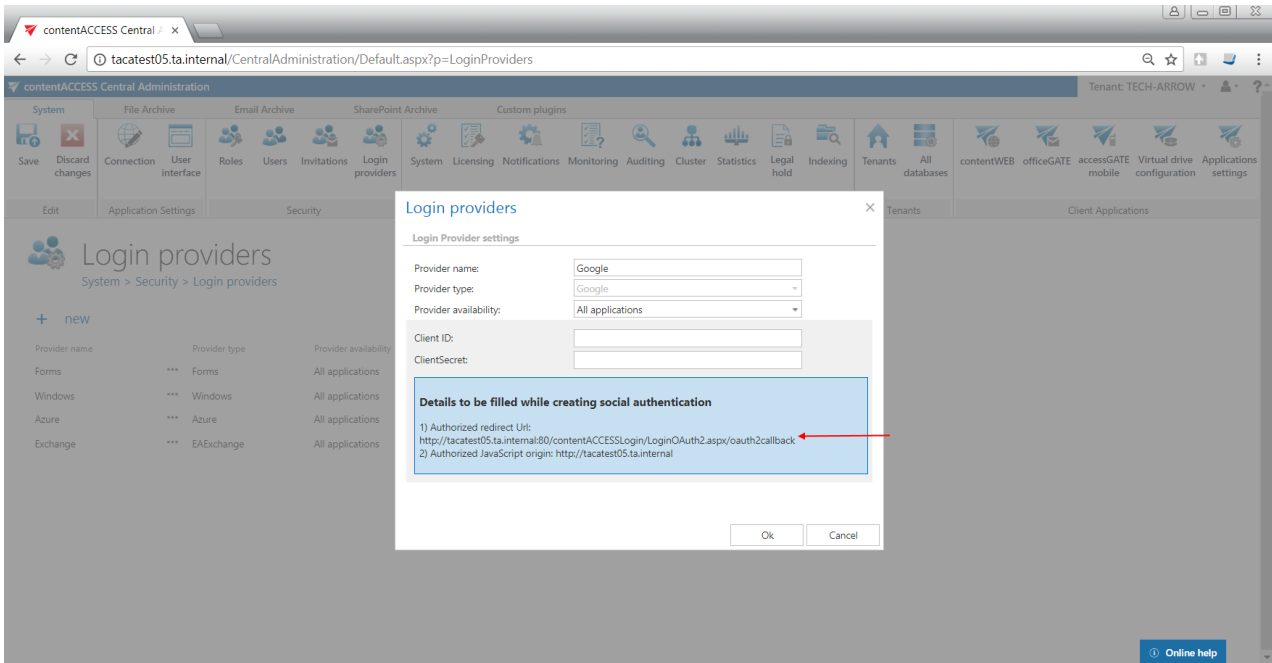 contentACCESS Central A
tacatest05.ta.internal/CentralAdministration/Default.aspx?p=LoginProviders
contentACCESS Central Administration
Tenant: TECH-ARROW
?
System File Archive Email Archive SharePoint Archive Custom plugins
Save Discard changes Connection User interface Roles Users Invitations Login providers System Licensing Notifications Monitoring Auditing Cluster Statistics Legal hold Indexing Tenants All databases contentWEB officeGATE accessGATE mobile Virtual drive configuration Applications settings
Edit Application Settings Security Tenants Client Applications
Login providers
System > Security > Login providers
+ new
Provider name Provider type Provider availability
Forms *** Forms All applications
Windows *** Windows All applications
Azure *** Azure All applications
Exchange *** EAExchange All applications
Login providers
Login Provider settings
Provider name: Google
Provider type: Google
Provider availability: All applications
Client ID:
ClientSecret:
Details to be filled while creating social authentication
1) Authorized redirect Url:
http://tacatest05.ta.internal:80/contentACCESSLogin/LoginOAuth2.aspx/oauth2callback
2) Authorized JavaScript origin: http://tacatest05.ta.internal
Ok Cancel
Online help